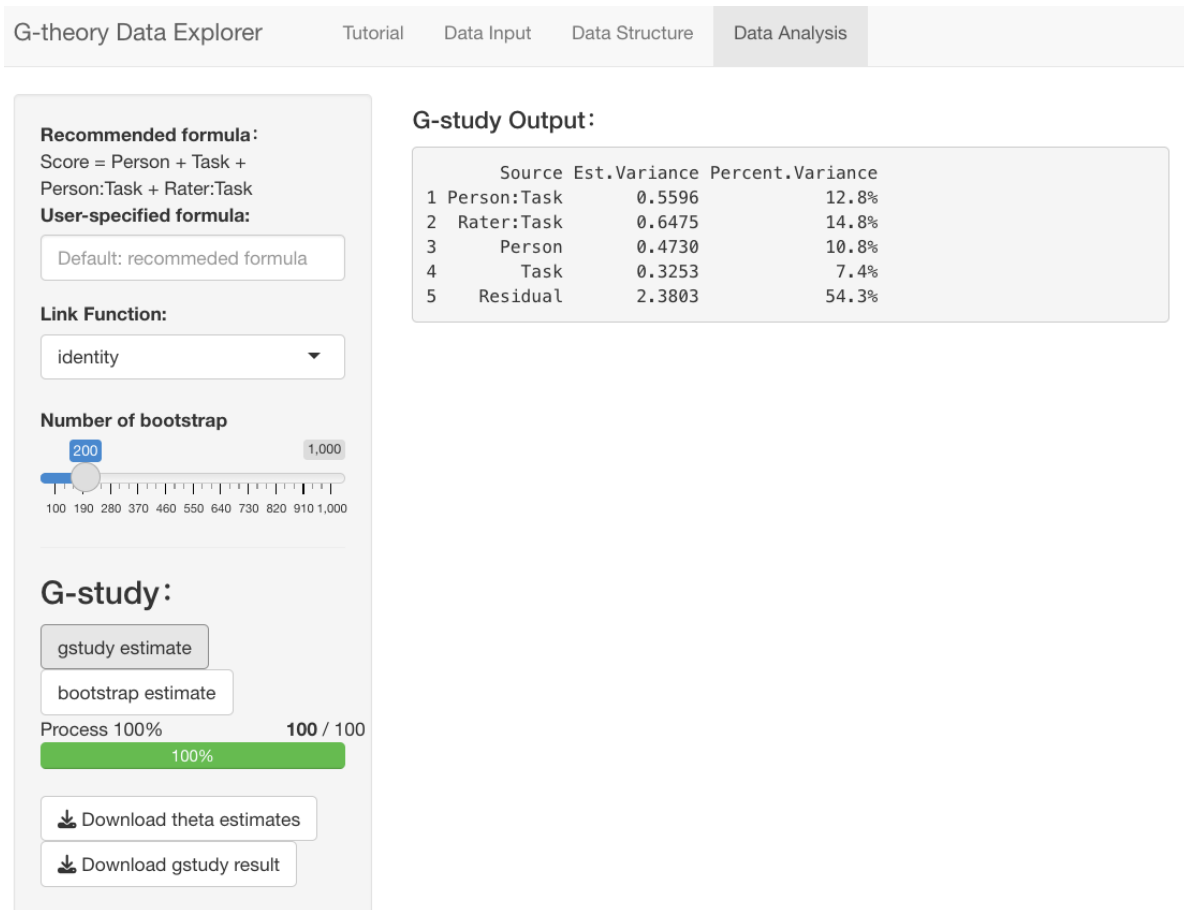 G-theory Data Explorer Tutorial Data Input Data Structure Data Analysis
Recommended formula:
Score = Person + Task +
Person:Task + Rater:Task
User-specified formula:
Default: recommeded formula
Link Function:
identity
Number of bootstrap
200 1,000
100 190 280 370 460 550 640 730 820 910 1,000
G-study:
gstudy estimate
bootstrap estimate
Process 100% 100 / 100
100%
Download theta estimates
Download gstudy result
G-study Output:
Source Est.Variance Percent.Variance
1 Person:Task 0.5596 12.8%
2 Rater:Task 0.6475 14.8%
3 Person 0.4730 10.8%
4 Task 0.3253 7.4%
5 Residual 2.3803 54.3%